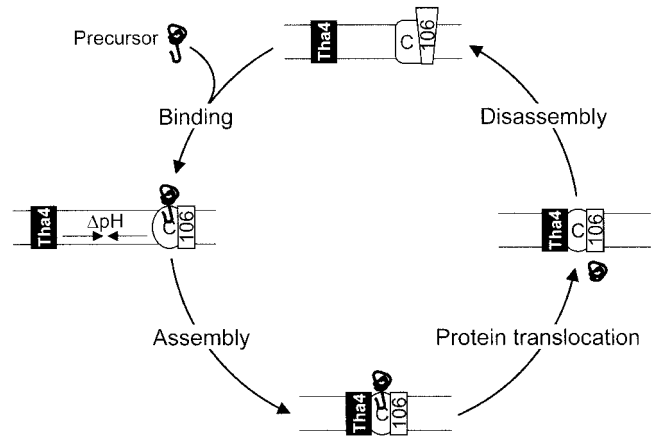 Precursor
Tha4
C
106
Binding
Disassembly
Tha4
ΔpH
C
106
Tha4
C
106
Assembly
Protein translocation
Tha4
C
106